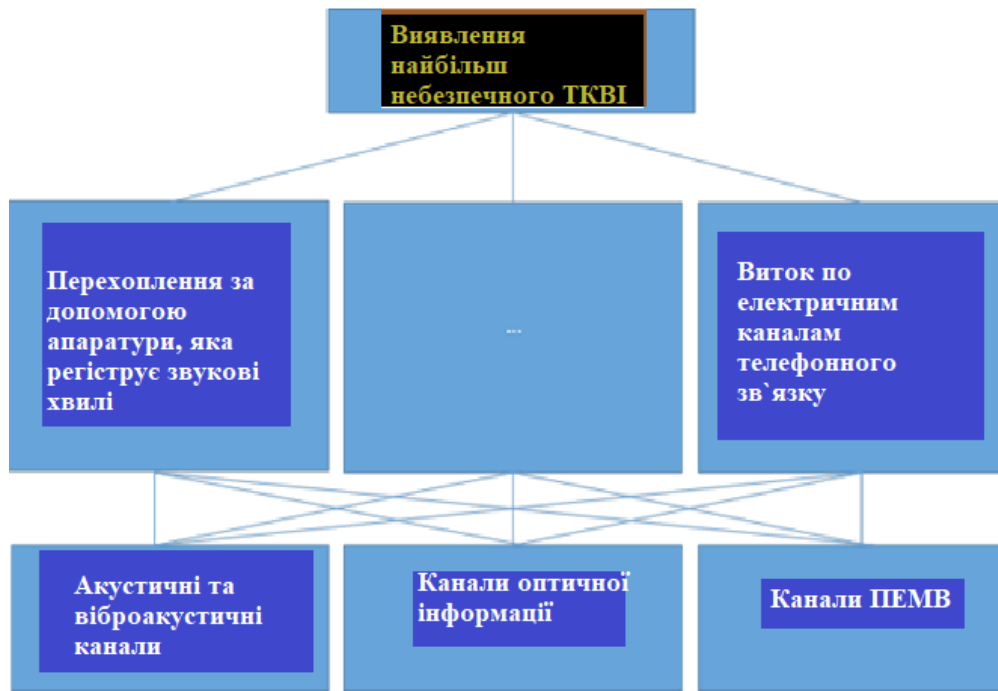 Виявлення
найбільш
небезпечного ТКВІ
Перехоплення за
допомогою
апаратури, яка
регіструє звукові
хвилі
...
Виток по
електричним
каналам
телефонного
зв`язку
Акустичні та
віброакустичні
канали
Канали оптичної
інформації
Канали ПЕМВ